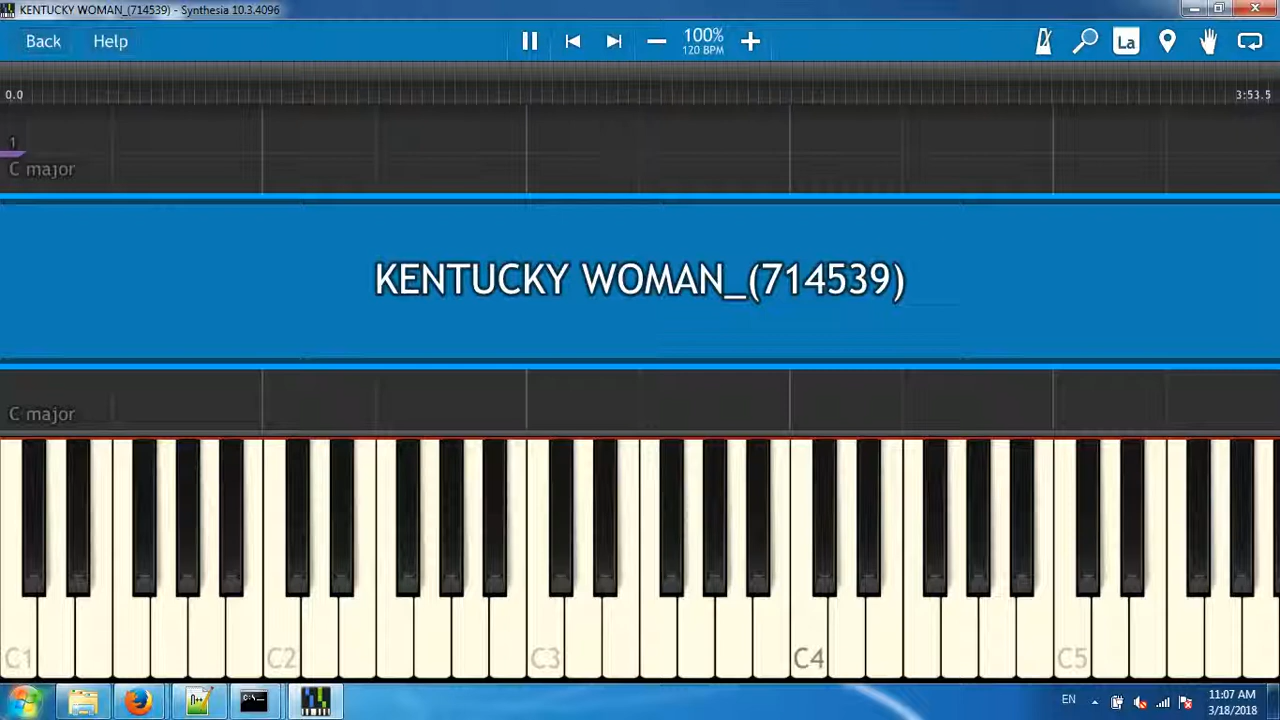 KENTUCKY WOMAN_(714539) - Synthesia 10.3.4096
Back Help 100% La
120 BPM
0.0 3:53.5
1
C major
KENTUCKY WOMAN_(714539)
C major
C1 C2 C3 C4 C5
EN 11:07 AM
3/18/2018